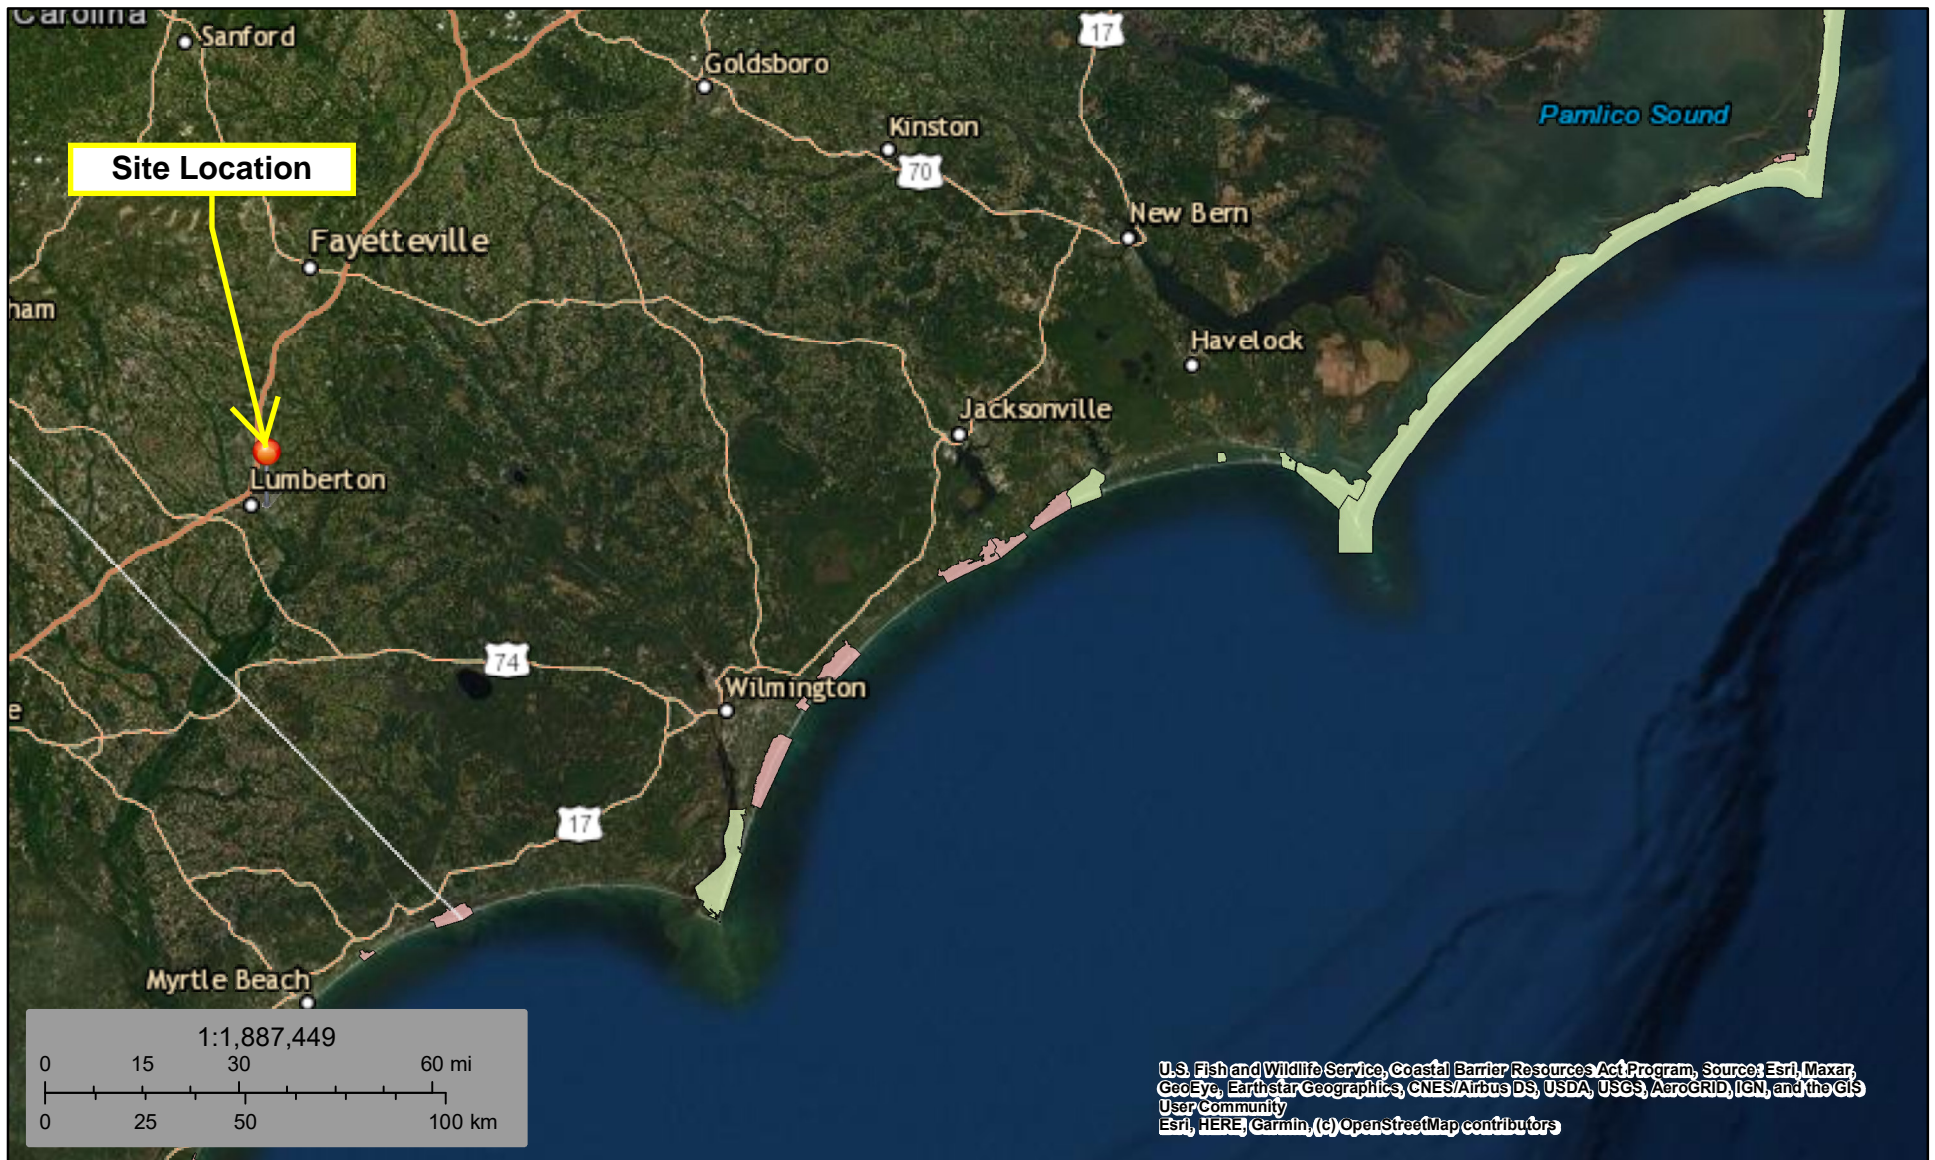 Carolina
Sanford
17
Goldsboro
Pamlico Sound
Kinston
70
Site Location
New Bern
Fayetteville
ham
Havelock
Jacksonville
Lumberton
74
Wilmington
e
17
Myrtle Beach
1:1,887,449
0 15 30 60 mi
0 25 50 100 km
U.S. Fish and Wildlife Service, Coastal Barrier Resources Act Program, Source: Esri, Maxar,
GeoEye, Earthstar Geographics, CNES/Airbus DS, USDA, USGS, AeroGRID, IGN, and the GIS
User Community
Esri, HERE, Garmin, (c) OpenStreetMap contributors